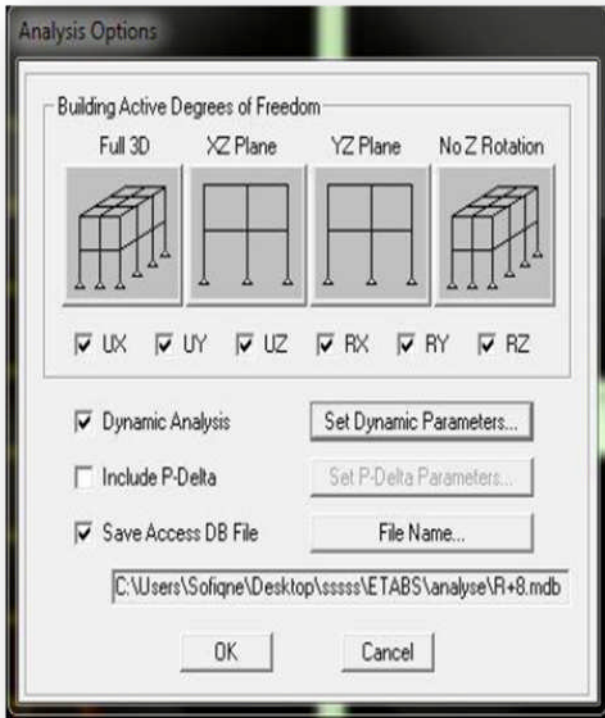 Analysis Options
Building Active Degrees of Freedom
Full 3D XZ Plane YZ Plane No Z Rotation
UX UY UZ RX RY RZ
Dynamic Analysis Set Dynamic Parameters...
Include P-Delta Set P-Delta Parameters...
Save Access DB File File Name...
C:\Users\Sofiqne\Desktop\sssss\ETABS\analyse\R+8.mdb
OK Cancel